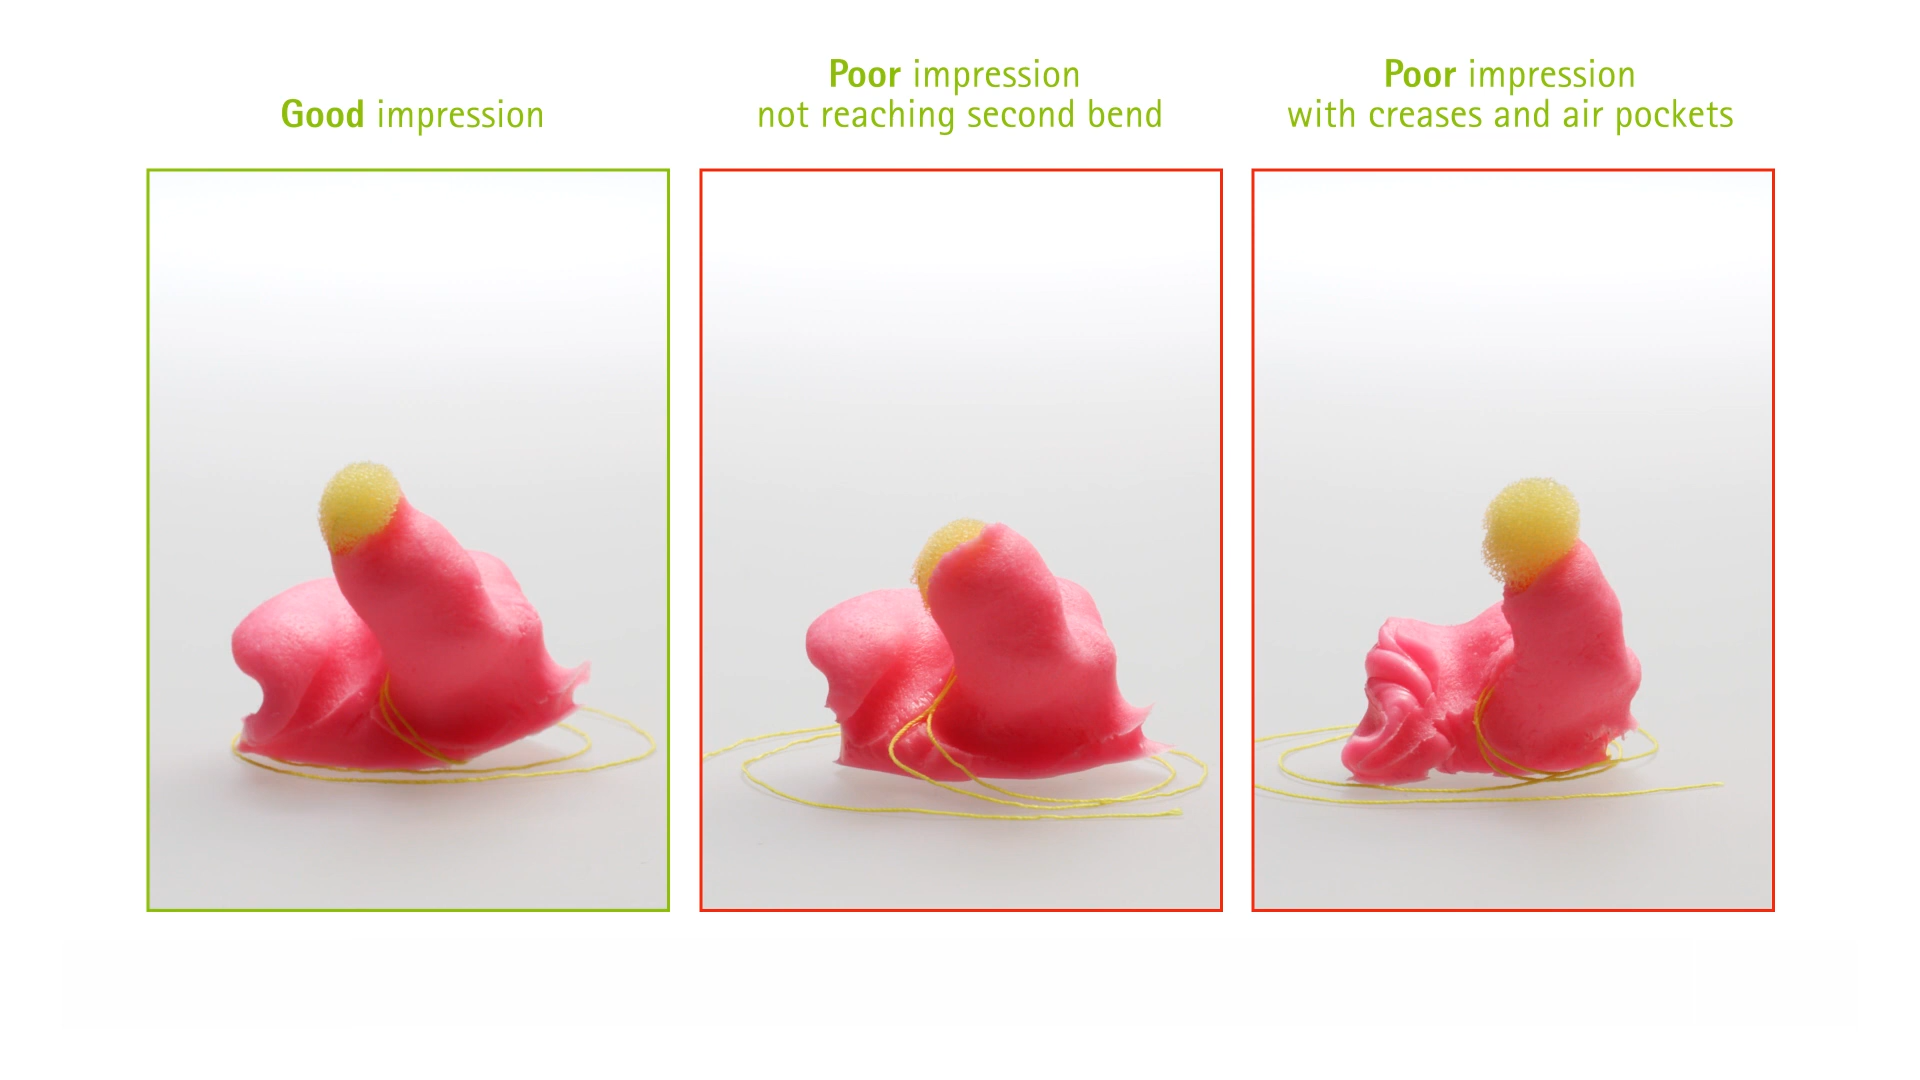 Good impression
Poor impression
not reaching second bend
Poor impression
with creases and air pockets